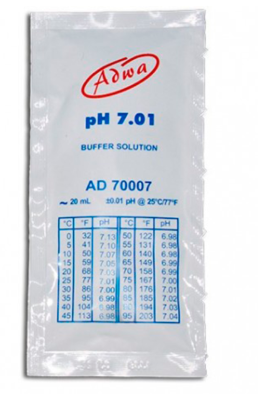 Adwa
pH 7.01
BUFFER SOLUTION
AD 70007
~ 20 mL ±0.01 pH @ 25°C/77°F
°C °F pH °C °F pH
0 32 7.13 50 122 6.98
5 41 7.10 55 131 6.98
10 50 7.07 60 140 6.98
15 59 7.05 65 149 6.99
20 68 7.03 70 158 6.99
25 77 7.01 75 167 7.00
30 86 7.00 80 176 7.01
35 95 6.99 85 185 7.02
40 104 6.98 90 194 7.03
45 113 6.98 95 203 7.04